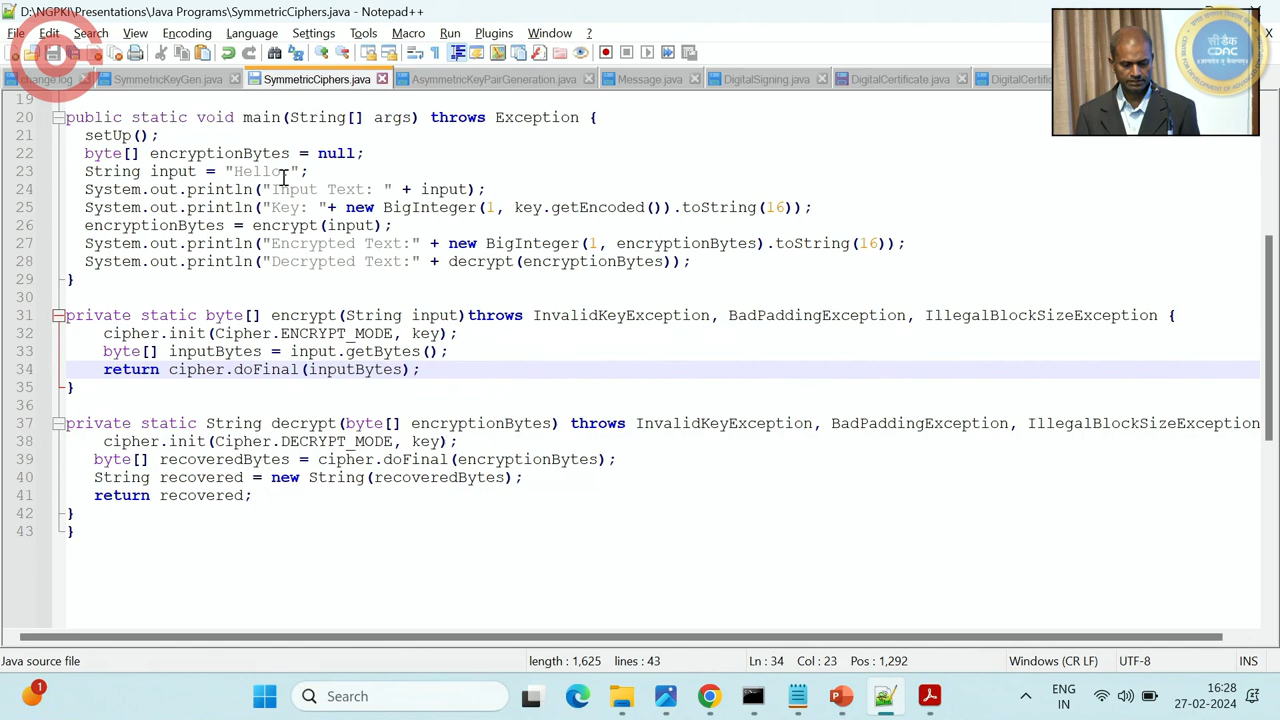 D:\NGPKI\Presentations\Java Programs\SymmetricCiphers.java - Notepad++
File Edit Search View Encoding Language Settings Tools Macro Run Plugins Window ? X
change.log SymmetricKeyGen.java SymmetricCiphers.java AsymmetricKeyPairGeneration.java Message.java DigitalSigning.java DigitalCertificate.java DigitalCertif
सी डैक
CDAC
19
20 public static void main(String[] args) throws Exception {
21 setUp();
22 byte[] encryptionBytes = null;
23 String input = "Hello ";
24 System.out.println("Input Text: " + input);
25 System.out.println("Key: "+ new BigInteger(1, key.getEncoded()).toString(16));
26 encryptionBytes = encrypt(input);
27 System.out.println("Encrypted Text:" + new BigInteger(1, encryptionBytes).toString(16));
28 System.out.println("Decrypted Text:" + decrypt(encryptionBytes));
29 }
30
31 private static byte[] encrypt(String input)throws InvalidKeyException, BadPaddingException, IllegalBlockSizeException {
32 cipher.init(Cipher.ENCRYPT_MODE, key);
33 byte[] inputBytes = input.getBytes();
34 return cipher.doFinal(inputBytes);
35 }
36
37 private static String decrypt(byte[] encryptionBytes) throws InvalidKeyException, BadPaddingException, IllegalBlockSizeException
38 cipher.init(Cipher.DECRYPT_MODE, key);
39 byte[] recoveredBytes = cipher.doFinal(encryptionBytes);
40 String recovered = new String(recoveredBytes);
41 return recovered;
42 }
43 }
Java source file length : 1,625 lines : 43 Ln : 34 Col : 23 Pos : 1,292 Windows (CR LF) UTF-8 INS
1 Search ENG 16:28
IN 27-02-2024